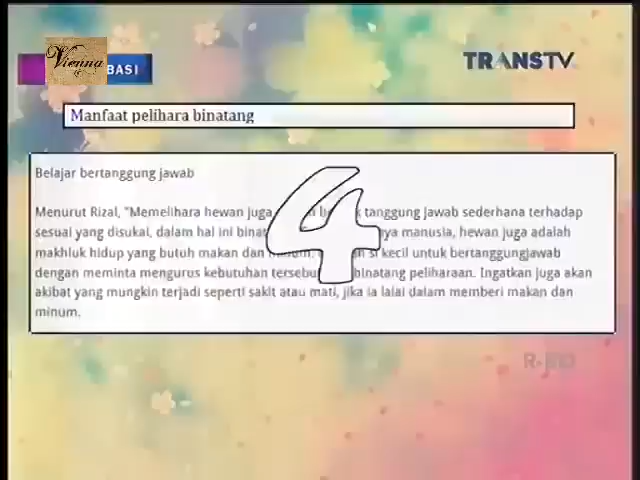 Vienna
BASI
TRANSTV
Manfaat pelihara binatang
Belajar bertanggung jawab
Menurut Rizal, "Memelihara hewan juga tanggung jawab sederhana terhadap
sesuai yang disukai, dalam hal ini manusia, hewan juga adalah
makhluk hidup yang butuh makan dan si kecil untuk bertanggungjawab
dengan meminta mengurus kebutuhan tersebut binatang peliharaan. Ingatkan juga akan
akibat yang mungkin terjadi seperti sakit atau mati, jika ia lalai dalam memberi makan dan
minum.
4